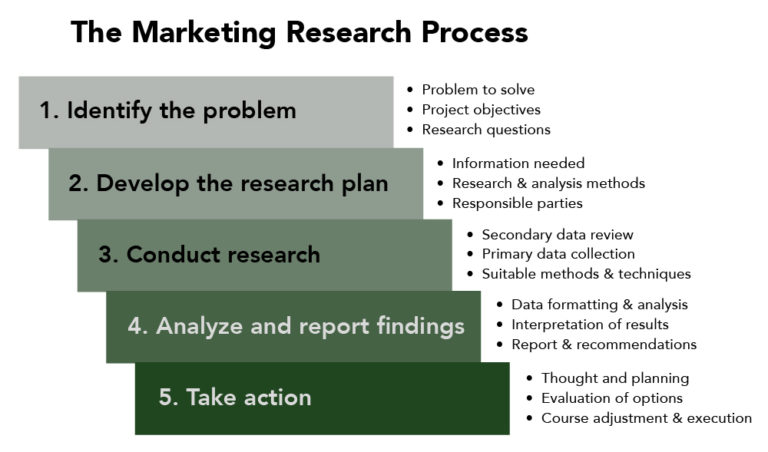 The Marketing Research Process
1. Identify the problem
• Problem to solve
• Project objectives
• Research questions
2. Develop the research plan
• Information needed
• Research & analysis methods
• Responsible parties
3. Conduct research
• Secondary data review
• Primary data collection
• Suitable methods & techniques
4. Analyze and report findings
• Data formatting & analysis
• Interpretation of results
• Report & recommendations
5. Take action
• Thought and planning
• Evaluation of options
• Course adjustment & execution